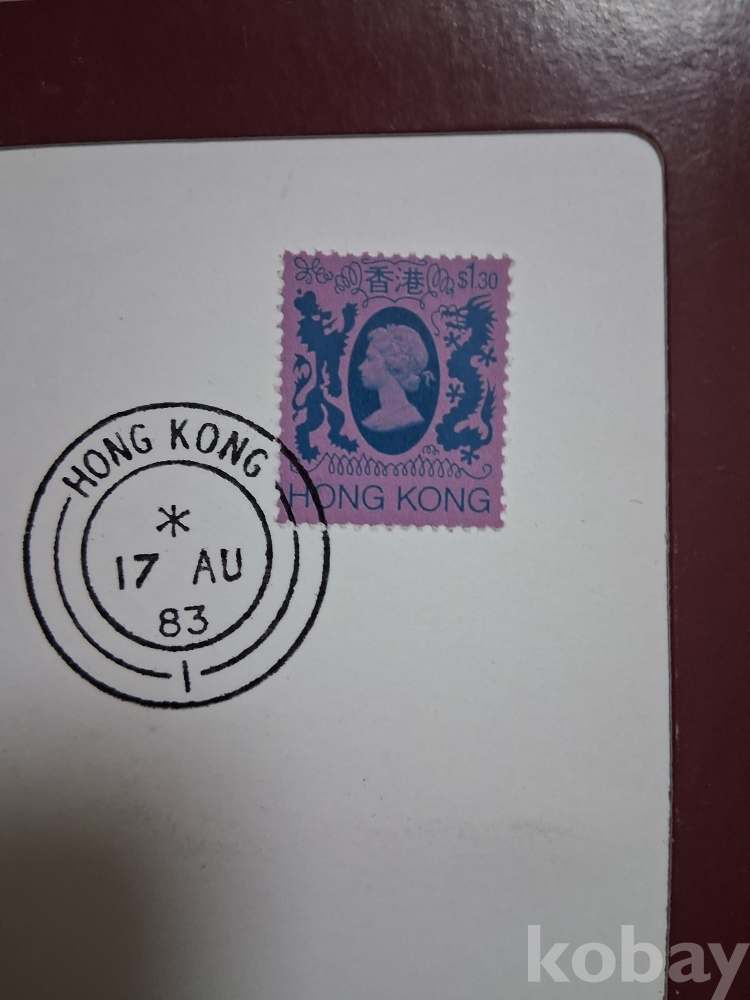 香港 $1.30
HONG KONG
HONG KONG
*
17 AU
83
1
kobay